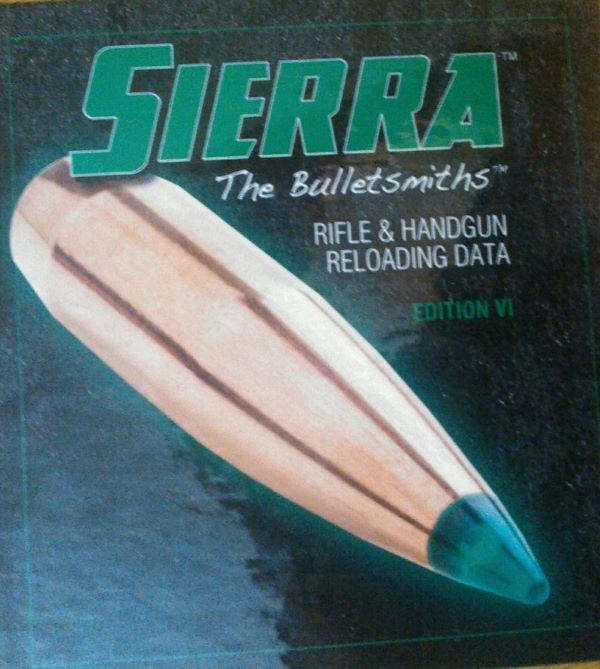 SIERRA™
The Bulletsmiths™
RIFLE & HANDGUN
RELOADING DATA
EDITION VI